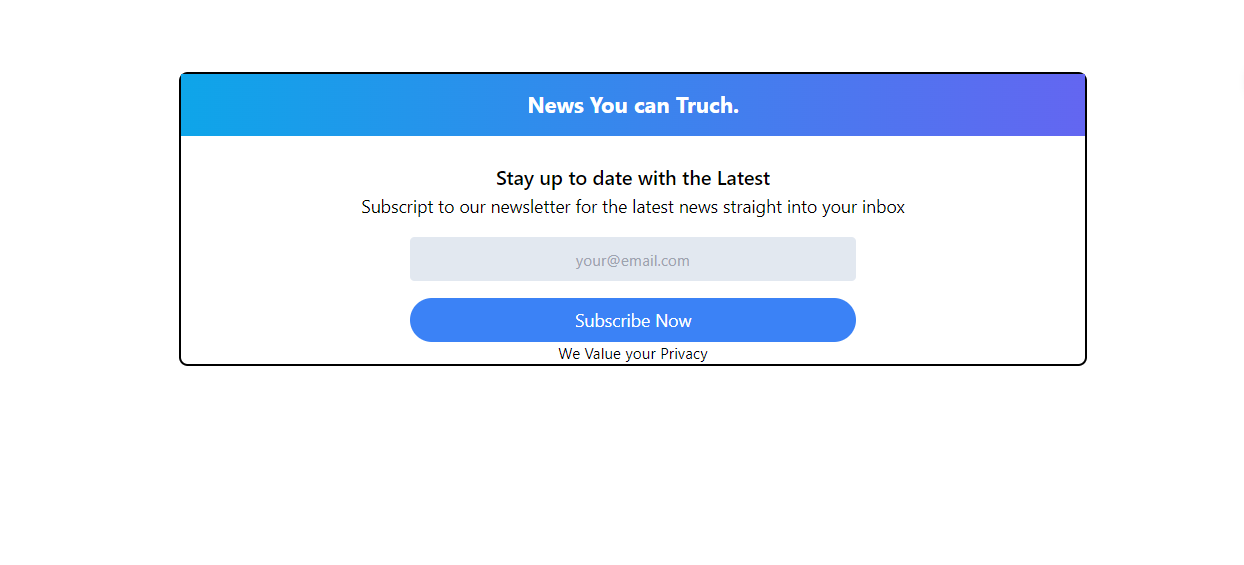 News You can Truch.
Stay up to date with the Latest
Subscript to our newsletter for the latest news straight into your inbox
your@email.com
Subscribe Now
We Value your Privacy